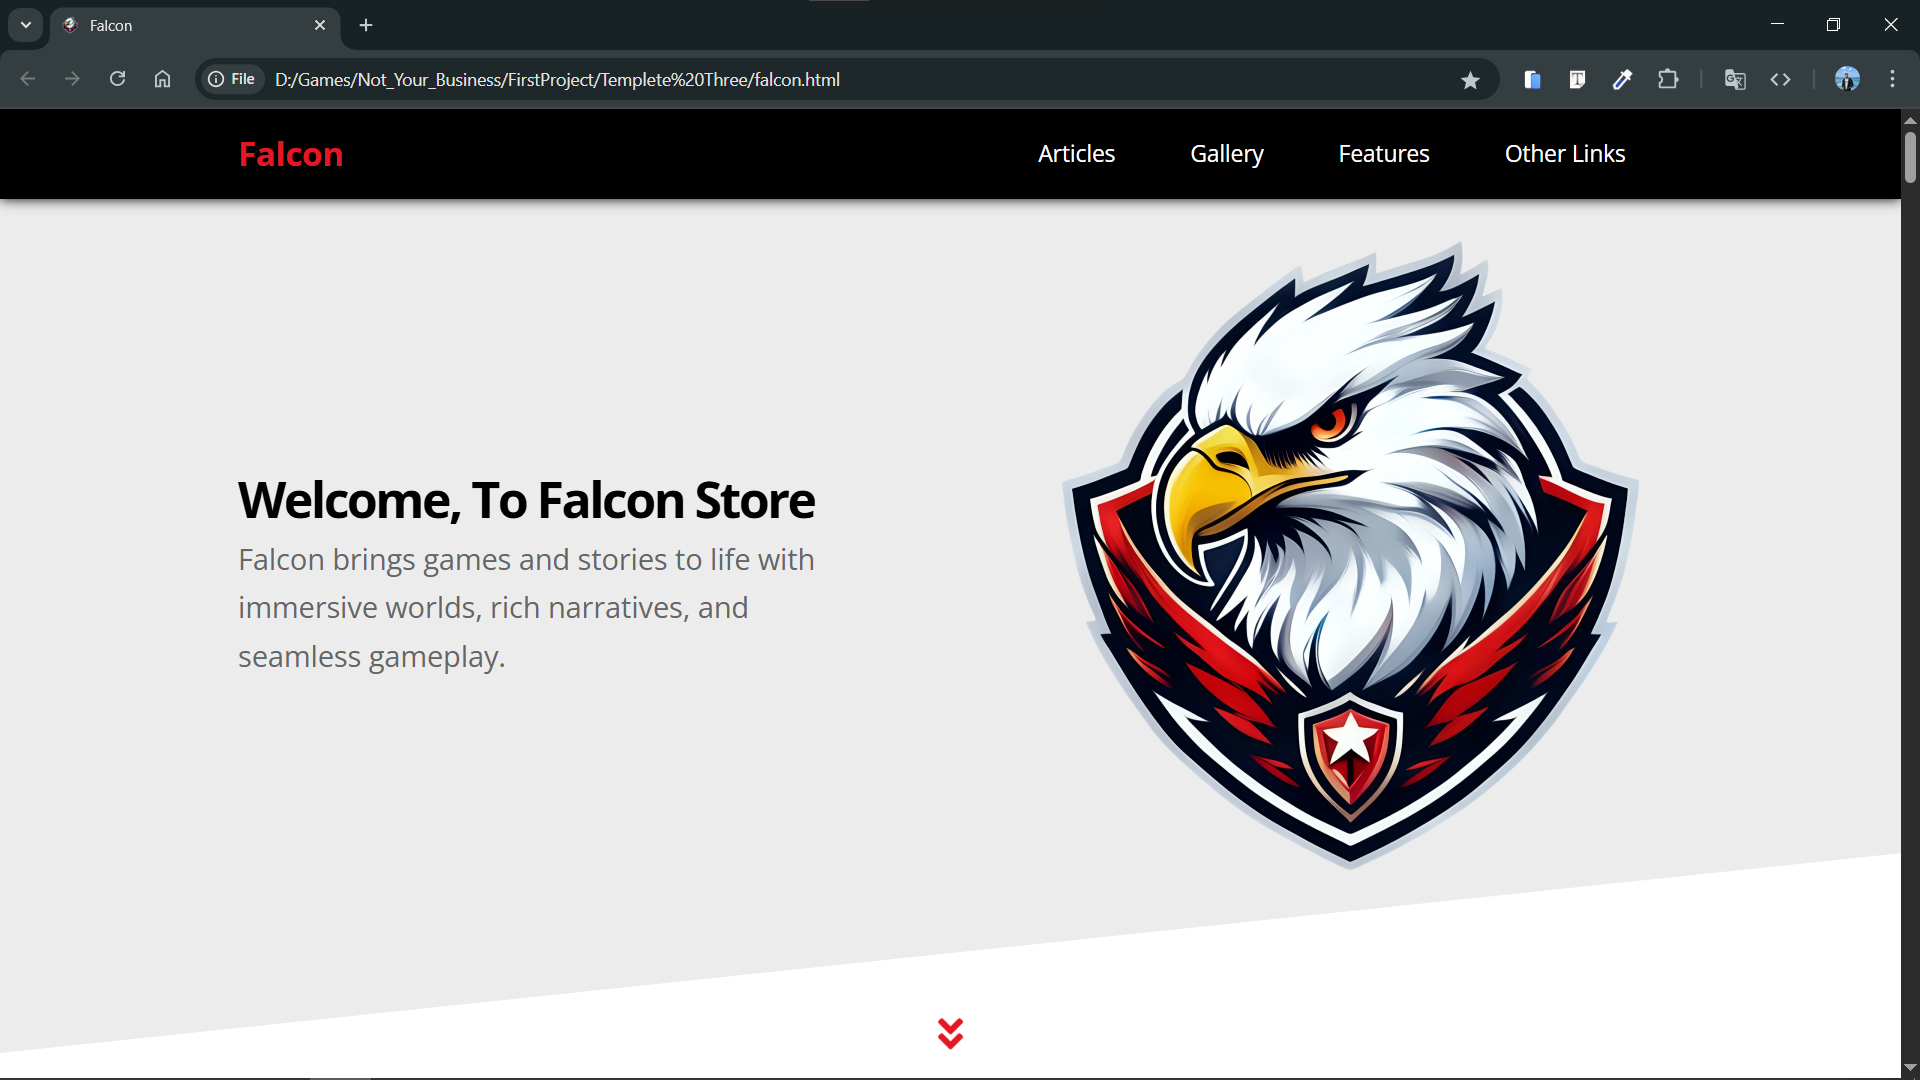 Falcon
File
D:/Games/Not_Your_Business/FirstProject/Templete%20Three/falcon.html
Falcon
Articles
Gallery
Features
Other Links
Welcome, To Falcon Store
Falcon brings games and stories to life with
immersive worlds, rich narratives, and
seamless gameplay.